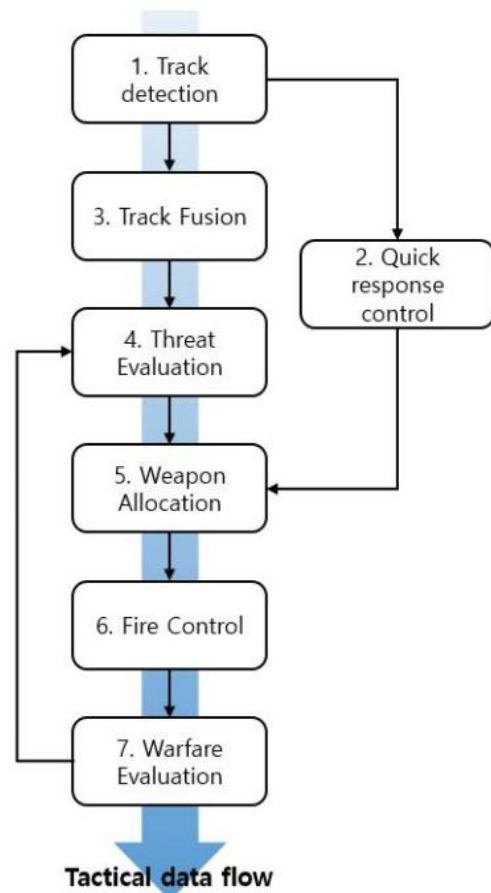 1. Track
detection
3. Track Fusion
2. Quick
response
control
4. Threat
Evaluation
5. Weapon
Allocation
6. Fire Control
7. Warfare
Evaluation
Tactical data flow